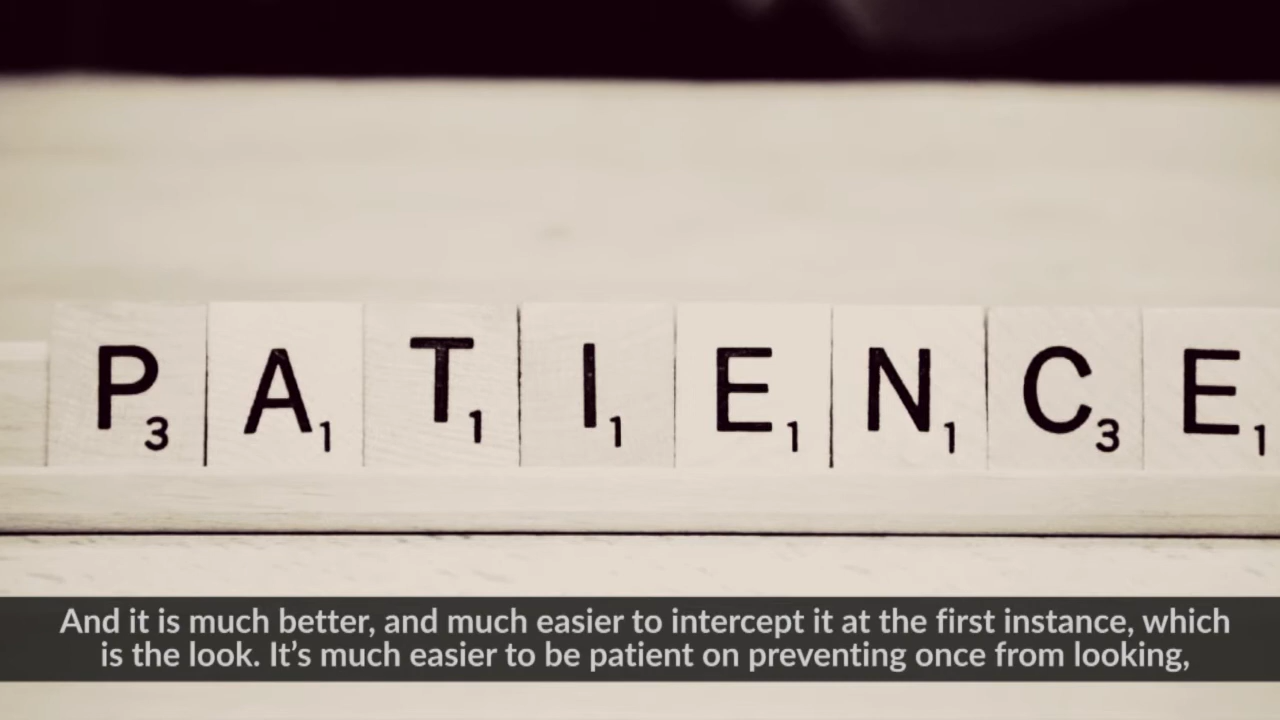 P3 A1 T1 I1 E1 N1 C3 E1
And it is much better, and much easier to intercept it at the first instance, which
is the look. It’s much easier to be patient on preventing once from looking,